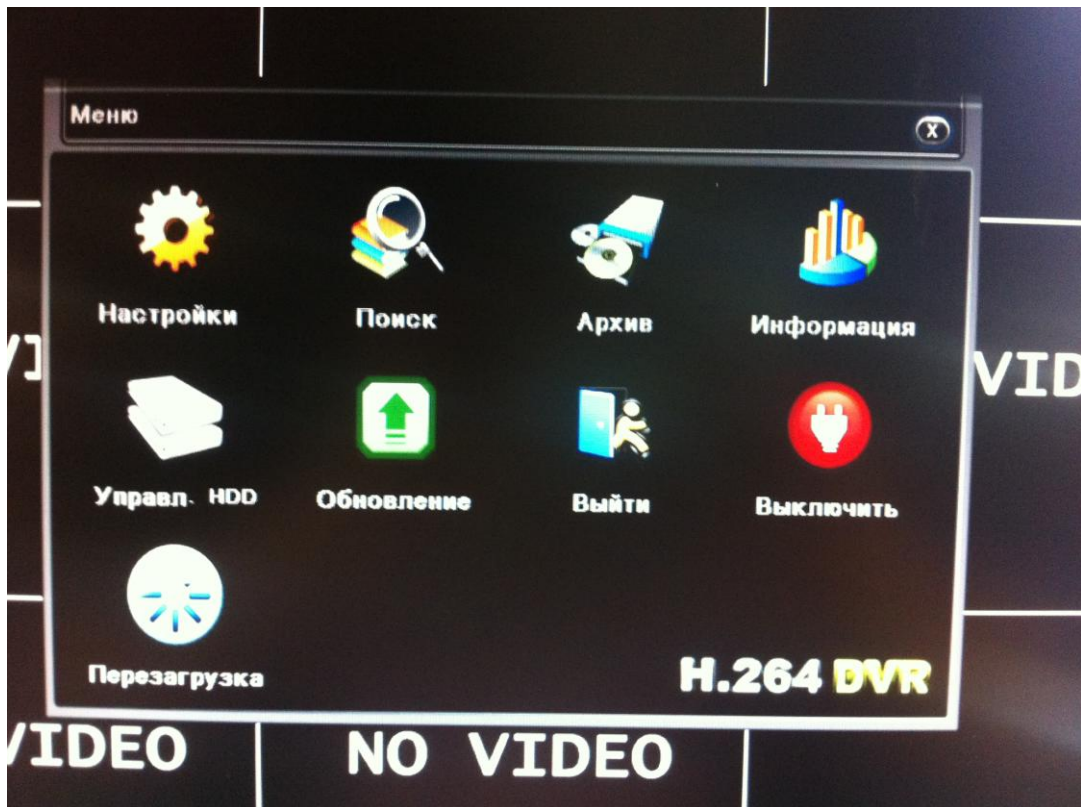 Меню
X
Настройки Поиск Архив Информация
VID
Управл. HDD Обновление Выйти Выключить
Перезагрузка
H.264 DVR
VIDEO NO VIDEO